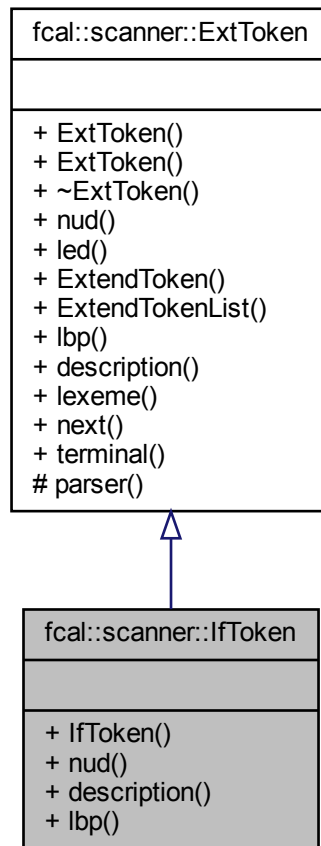 fcal::scanner::ExtToken
+ ExtToken()
+ ExtToken()
+ ~ExtToken()
+ nud()
+ led()
+ ExtendToken()
+ ExtendTokenList()
+ lbp()
+ description()
+ lexeme()
+ next()
+ terminal()
# parser()
fcal::scanner::IfToken
+ IfToken()
+ nud()
+ description()
+ lbp()